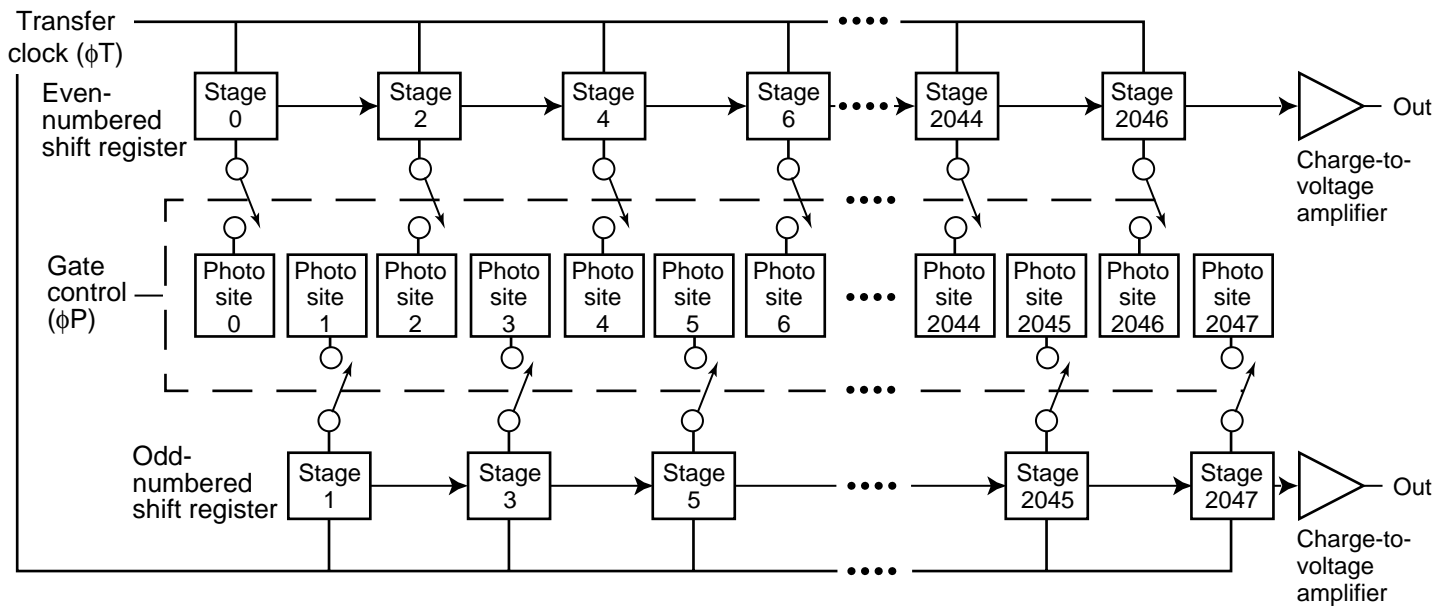 Transfer
clock (ϕT)
Even-
numbered
shift register
Stage
0
Stage
2
Stage
4
Stage
6
Stage
2044
Stage
2046
Out
Charge-to-
voltage
amplifier
Gate
control
(ϕP)
Photo
site
0
Photo
site
1
Photo
site
2
Photo
site
3
Photo
site
4
Photo
site
5
Photo
site
6
Photo
site
2044
Photo
site
2045
Photo
site
2046
Photo
site
2047
Odd-
numbered
shift register
Stage
1
Stage
3
Stage
5
Stage
2045
Stage
2047
Out
Charge-to-
voltage
amplifier